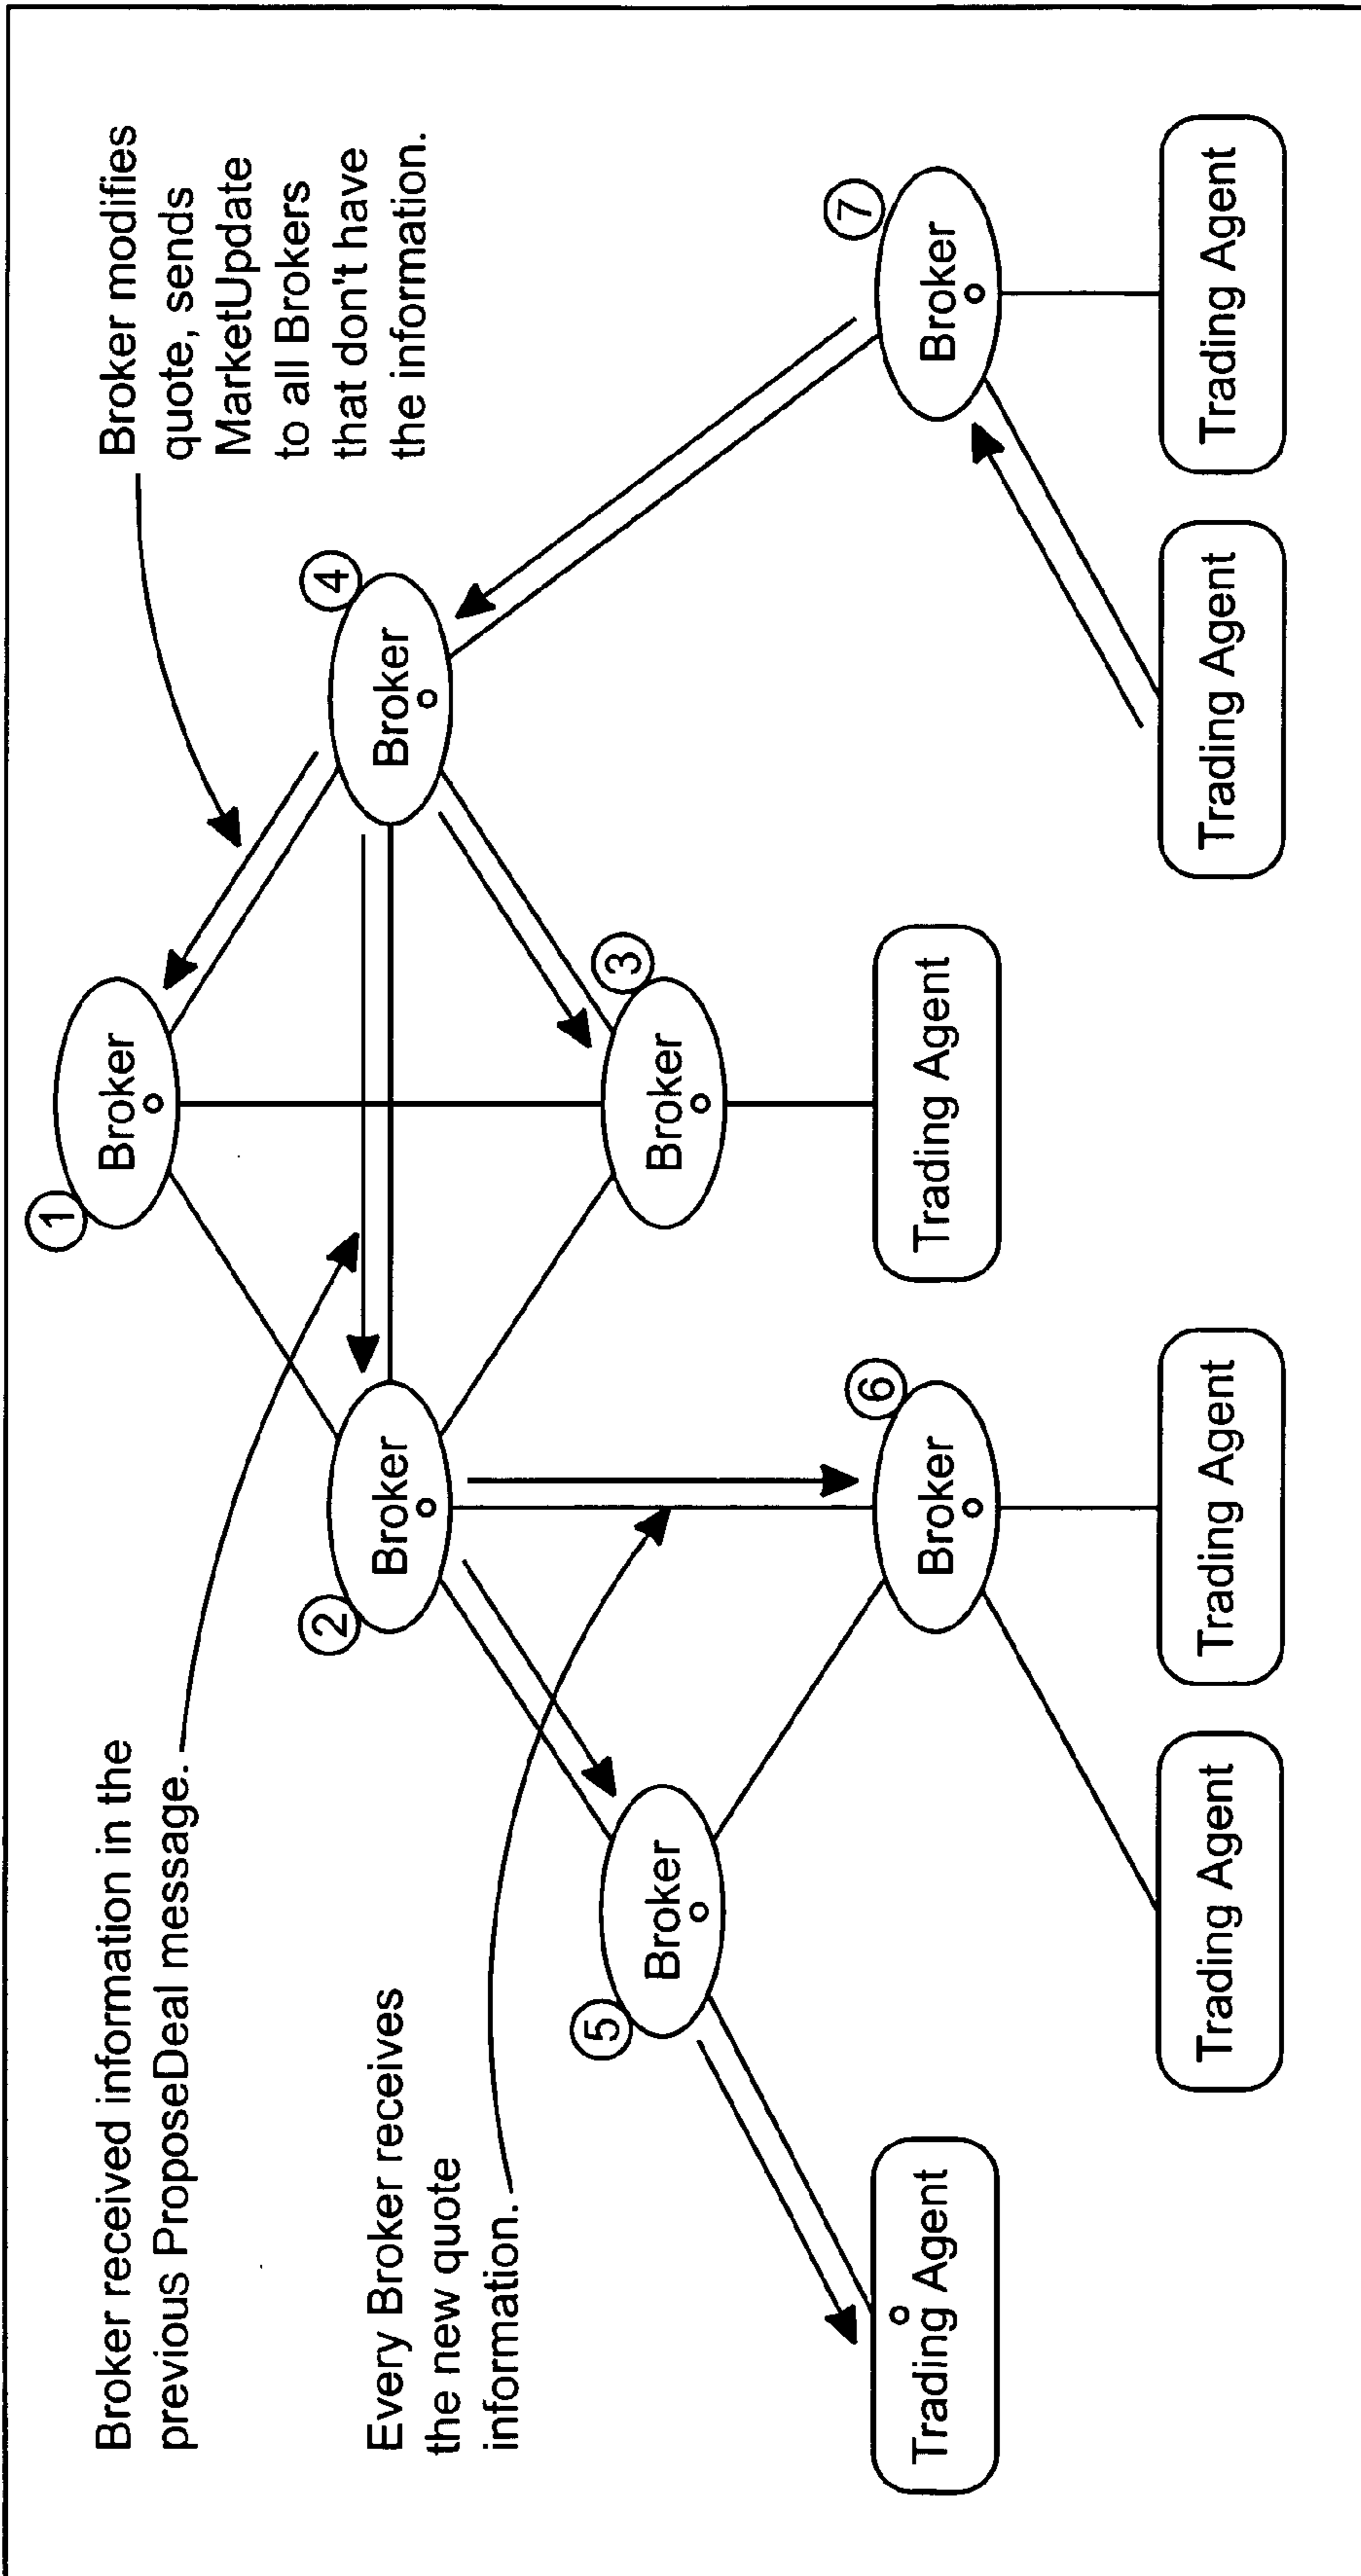 Broker received information in the
previous ProposeDeal message.
Broker modifies
quote, sends
MarketUpdate
to all Brokers
that don't have
the information.
Every Broker receives
the new quote
information.
1
Broker
2
Broker
4
Broker
3
Broker
5
Broker
6
Broker
7
Broker
Trading Agent
Trading Agent
Trading Agent
Trading Agent
Trading Agent
Trading Agent